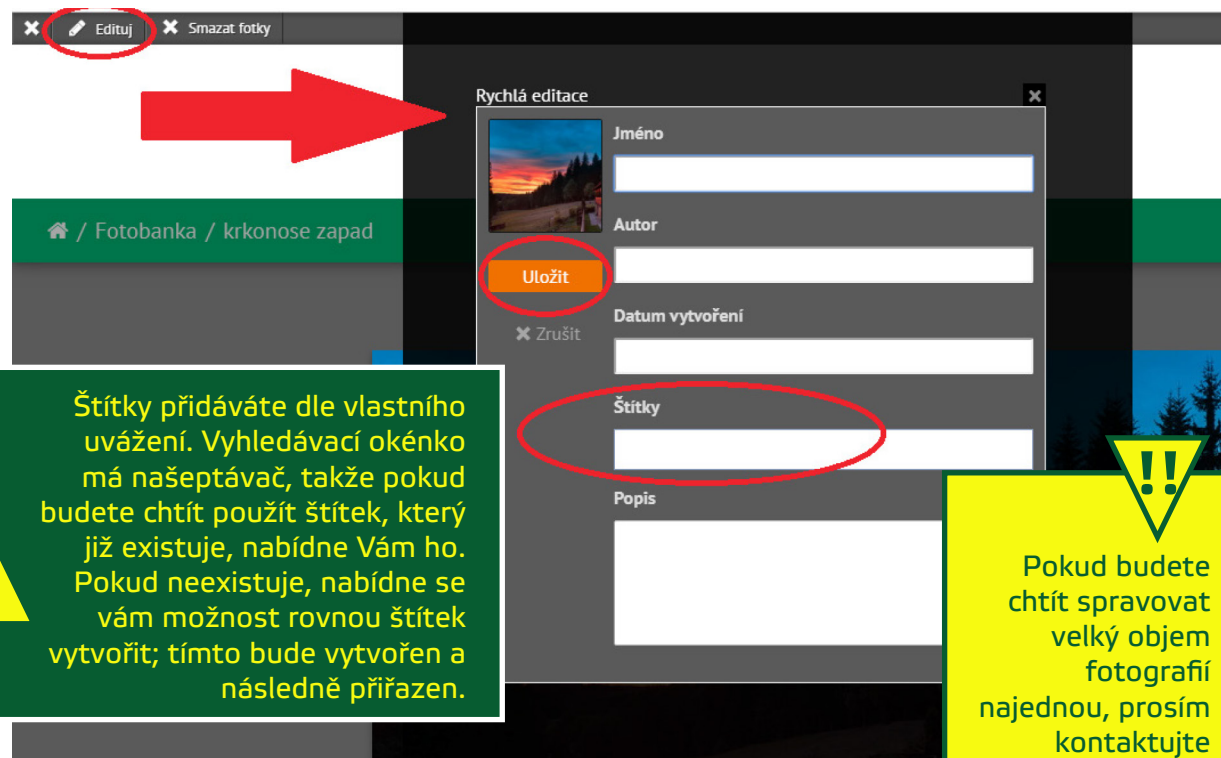 Edituj
Smazat fotky
Rychlá editace
Jméno
/ Fotobanka / krkonose zapad
Autor
Uložit
Datum vytvoření
Zrušit
Štítky
Popis
Štítky přidáváte dle vlastního
uvážení. Vyhledávací okénko
má našeptávač, takže pokud
budete chtít použít štítek, který
již existuje, nabídne Vám ho.
Pokud neexistuje, nabídne se
vám možnost rovnou štítek
vytvořit; tímto bude vytvořen a
následně přiřazen.
!!
Pokud budete
chtít spravovat
velký objem
fotografií
najednou, prosím
kontaktujte